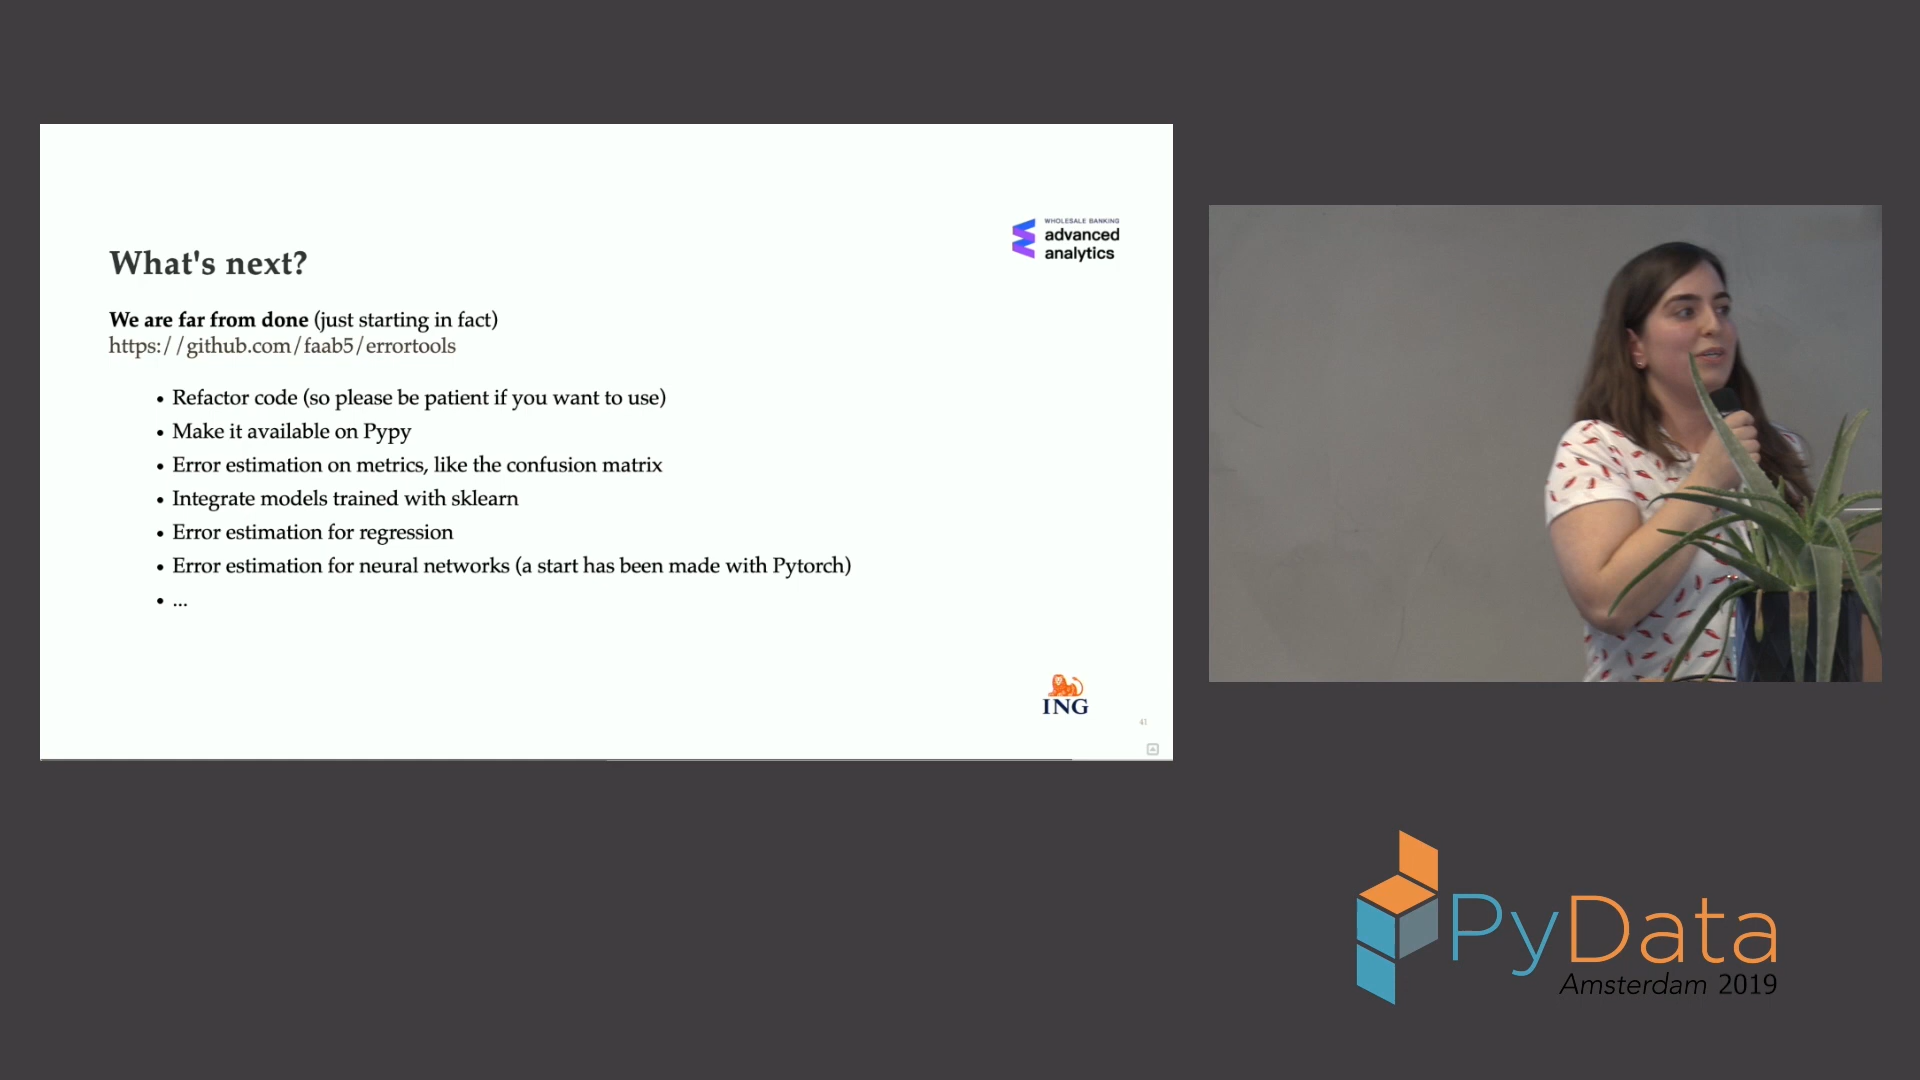 WHOLESALE BANKING
advanced
analytics
What's next?
We are far from done (just starting in fact)
https://github.com/faab5/errortools
• Refactor code (so please be patient if you want to use)
• Make it available on Pypy
• Error estimation on metrics, like the confusion matrix
• Integrate models trained with sklearn
• Error estimation for regression
• Error estimation for neural networks (a start has been made with Pytorch)
• ...
ING
41
PyData
Amsterdam 2019